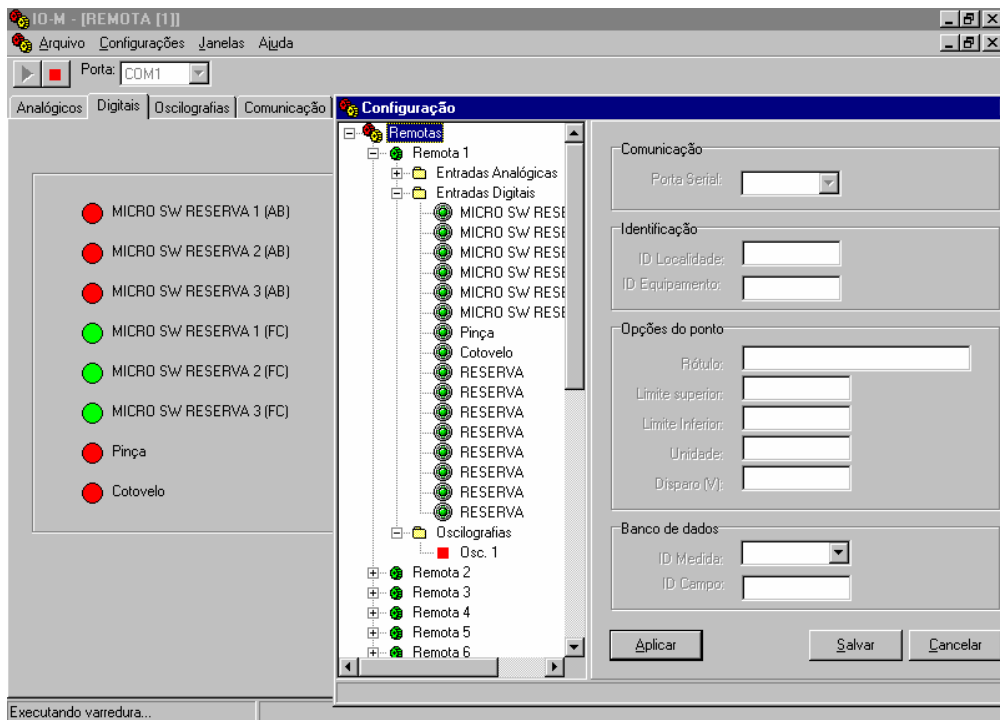 IO-M - [REMOTA [1]]
Arquivo Configurações Janelas Ajuda
Porta: COM1
Analógicos Digitais Oscilografias Comunicação
MICRO SW RESERVA 1 (AB)
MICRO SW RESERVA 2 (AB)
MICRO SW RESERVA 3 (AB)
MICRO SW RESERVA 1 (FC)
MICRO SW RESERVA 2 (FC)
MICRO SW RESERVA 3 (FC)
Pinça
Cotovelo
Configuração
Remotas
Remota 1
Entradas Analógicas
Entradas Digitais
MICRO SW RESE
MICRO SW RESE
MICRO SW RESE
MICRO SW RESE
MICRO SW RESE
MICRO SW RESE
Pinça
Cotovelo
RESERVA
RESERVA
RESERVA
RESERVA
RESERVA
RESERVA
RESERVA
RESERVA
Oscilografias
Osc. 1
Remota 2
Remota 3
Remota 4
Remota 5
Remota 6
Comunicação
Porta Serial:
Identificação
ID Localidade:
ID Equipamento:
Opções do ponto
Rótulo:
Limite superior:
Limite Inferior:
Unidade:
Disparo (V):
Banco de dados
ID Medida:
ID Campo:
Aplicar Salvar Cancelar
Executando varredura...